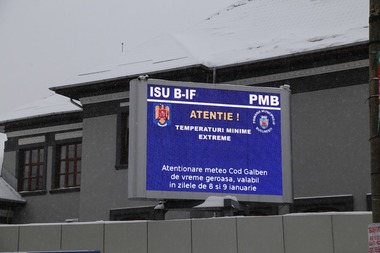 ISU B-IF
PMB
ATENTIE !
TEMPERATURI MINIME
EXTREME
Atentionare meteo Cod Galben
de vreme geroasa, valabil
in zilele de 8 si 9 ianuarie